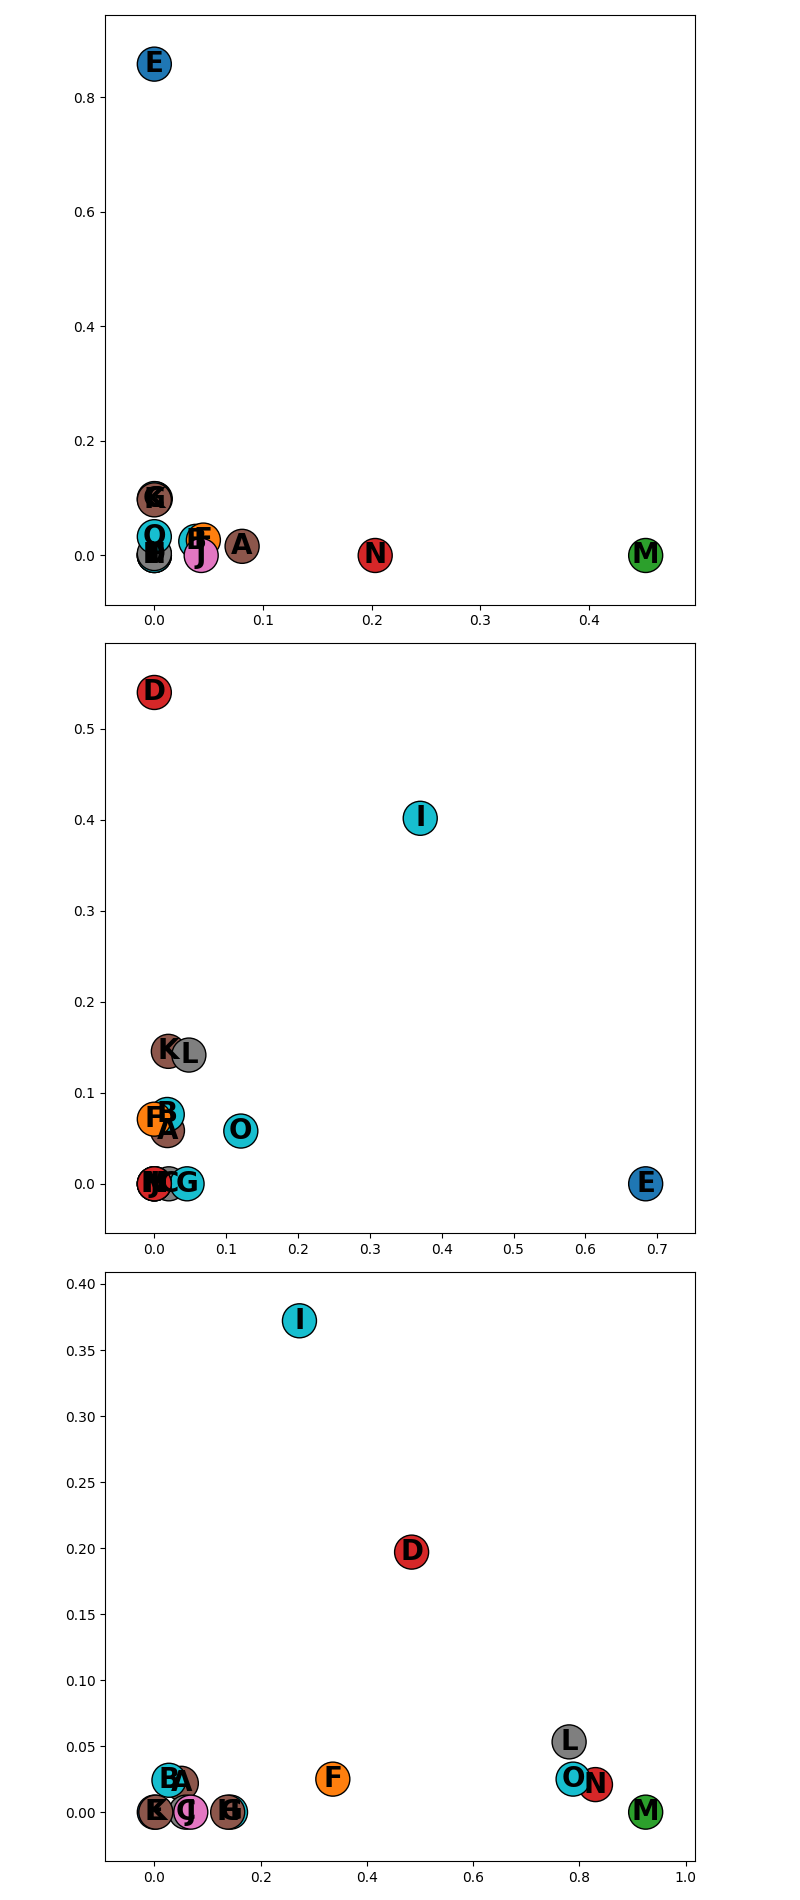 E
0.8
0.6
0.4
0.2
G
O
F
J
A
N
M
0.0
0.0 0.1 0.2 0.3 0.4
D
0.5
I
0.4
0.3
0.2
K L
0.1
F B
A
O
C G
E
0.0
0.0 0.1 0.2 0.3 0.4 0.5 0.6 0.7
0.40
I
0.35
0.30
0.25
0.20
D
0.15
0.10
0.05
L
B A
F
O N
K
C J
H G
M
0.00
0.0 0.2 0.4 0.6 0.8 1.0